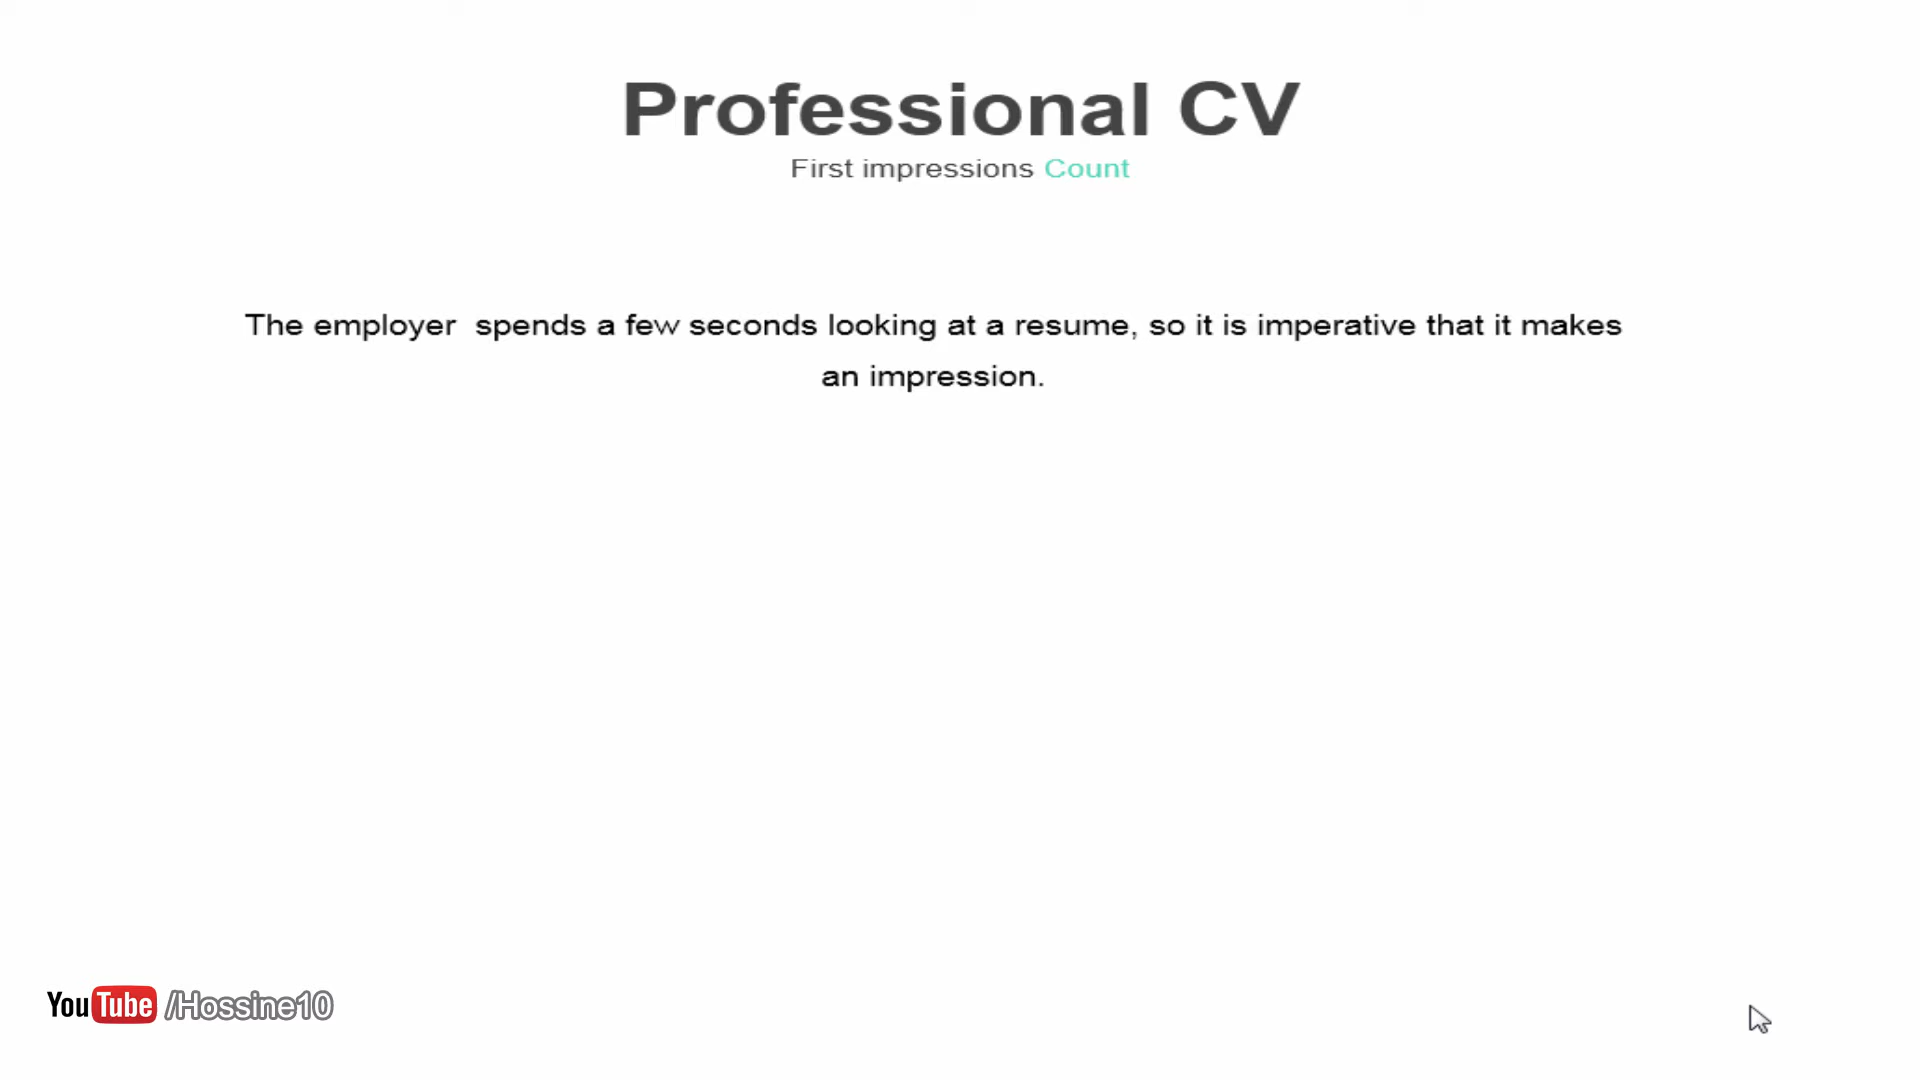 Professional CV
First impressions Count
The employer  spends a few seconds looking at a resume, so it is imperative that it makes
an impression.
YouTube /Hossine10